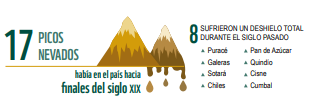 17 PICOS
NEVADOS
había en el país hacia
finales del siglo XIX
8 SUFRIERON UN DESHIELO TOTAL
DURANTE EL SIGLO PASADO
Puracé
Galeras
Sotará
Chiles
Pan de Azúcar
Quindío
Cisne
Cumbal